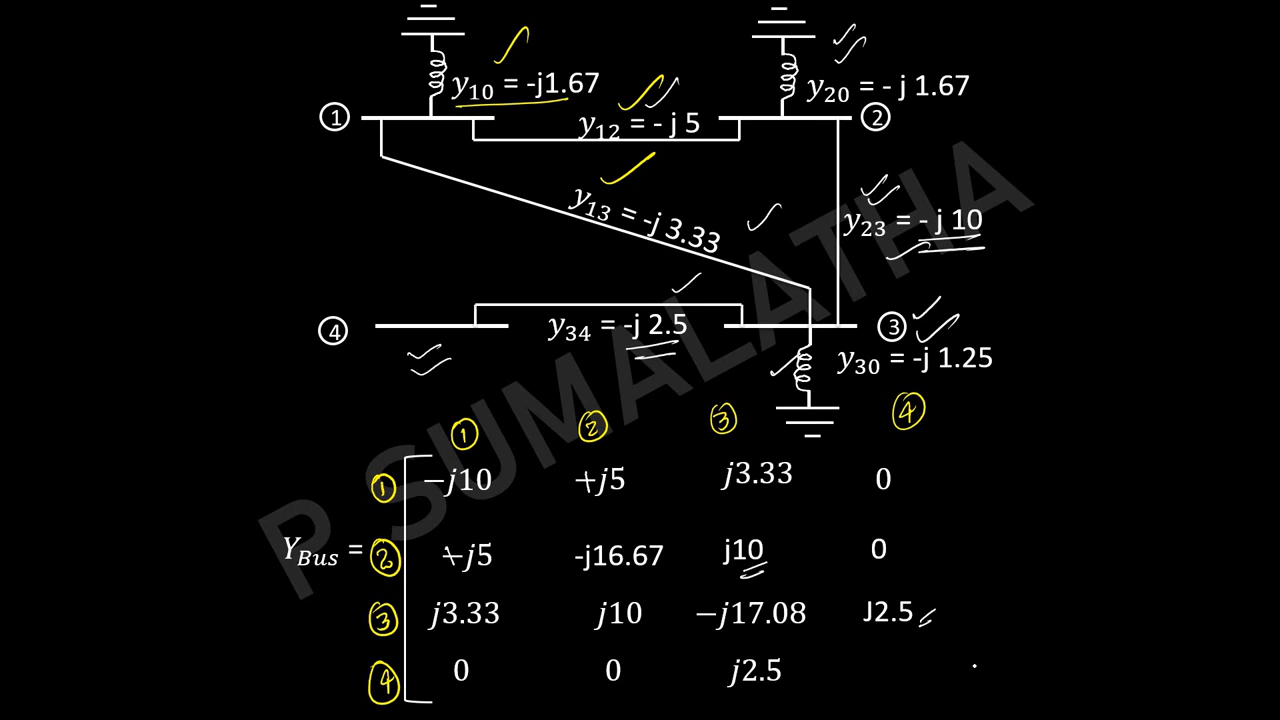 y10 = -j1.67
y20 = - j 1.67
1
y12 = - j 5
2
y13 = -j 3.33
y23 = - j 10
4
y34 = -j 2.5
3
y30 = -j 1.25
P SUMALATHA
1 2 3 4
1 −j10 +j5 j3.33 0
YBus = 2 +j5 -j16.67 j10 0
3 j3.33 j10 −j17.08 J2.5
4 0 0 j2.5